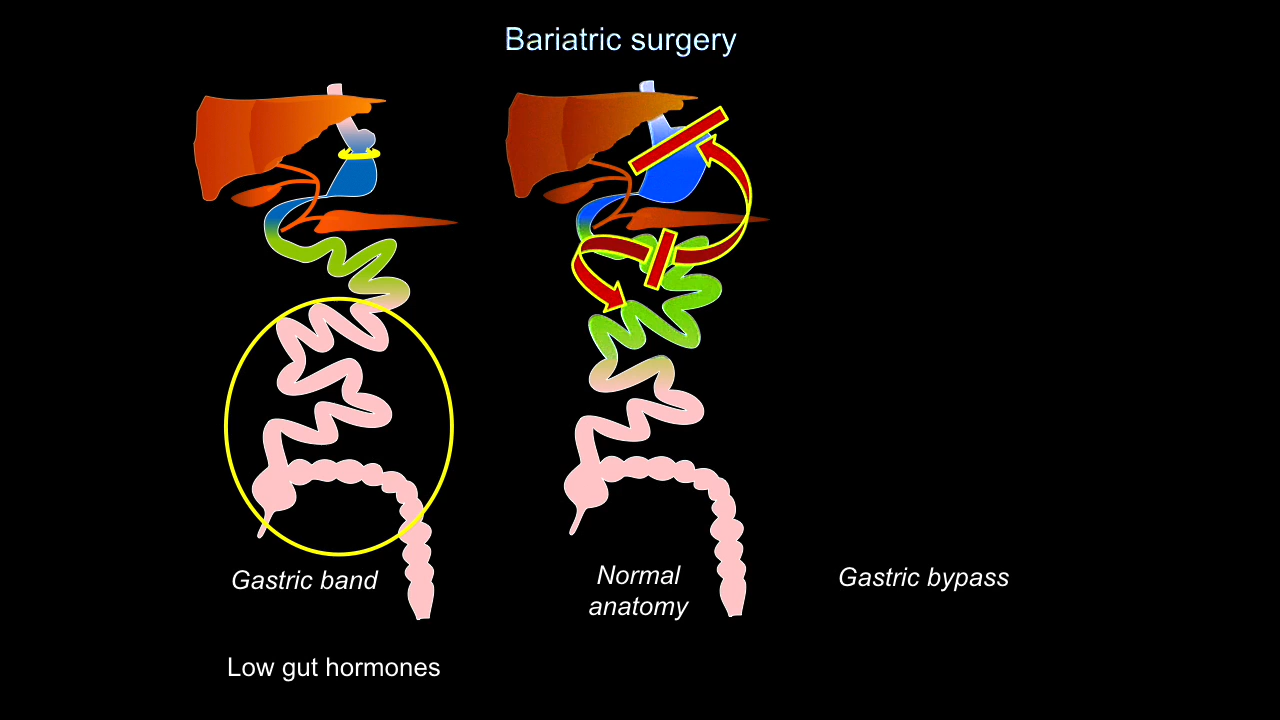 Bariatric surgery
Gastric band
Normal
anatomy
Gastric bypass
Low gut hormones